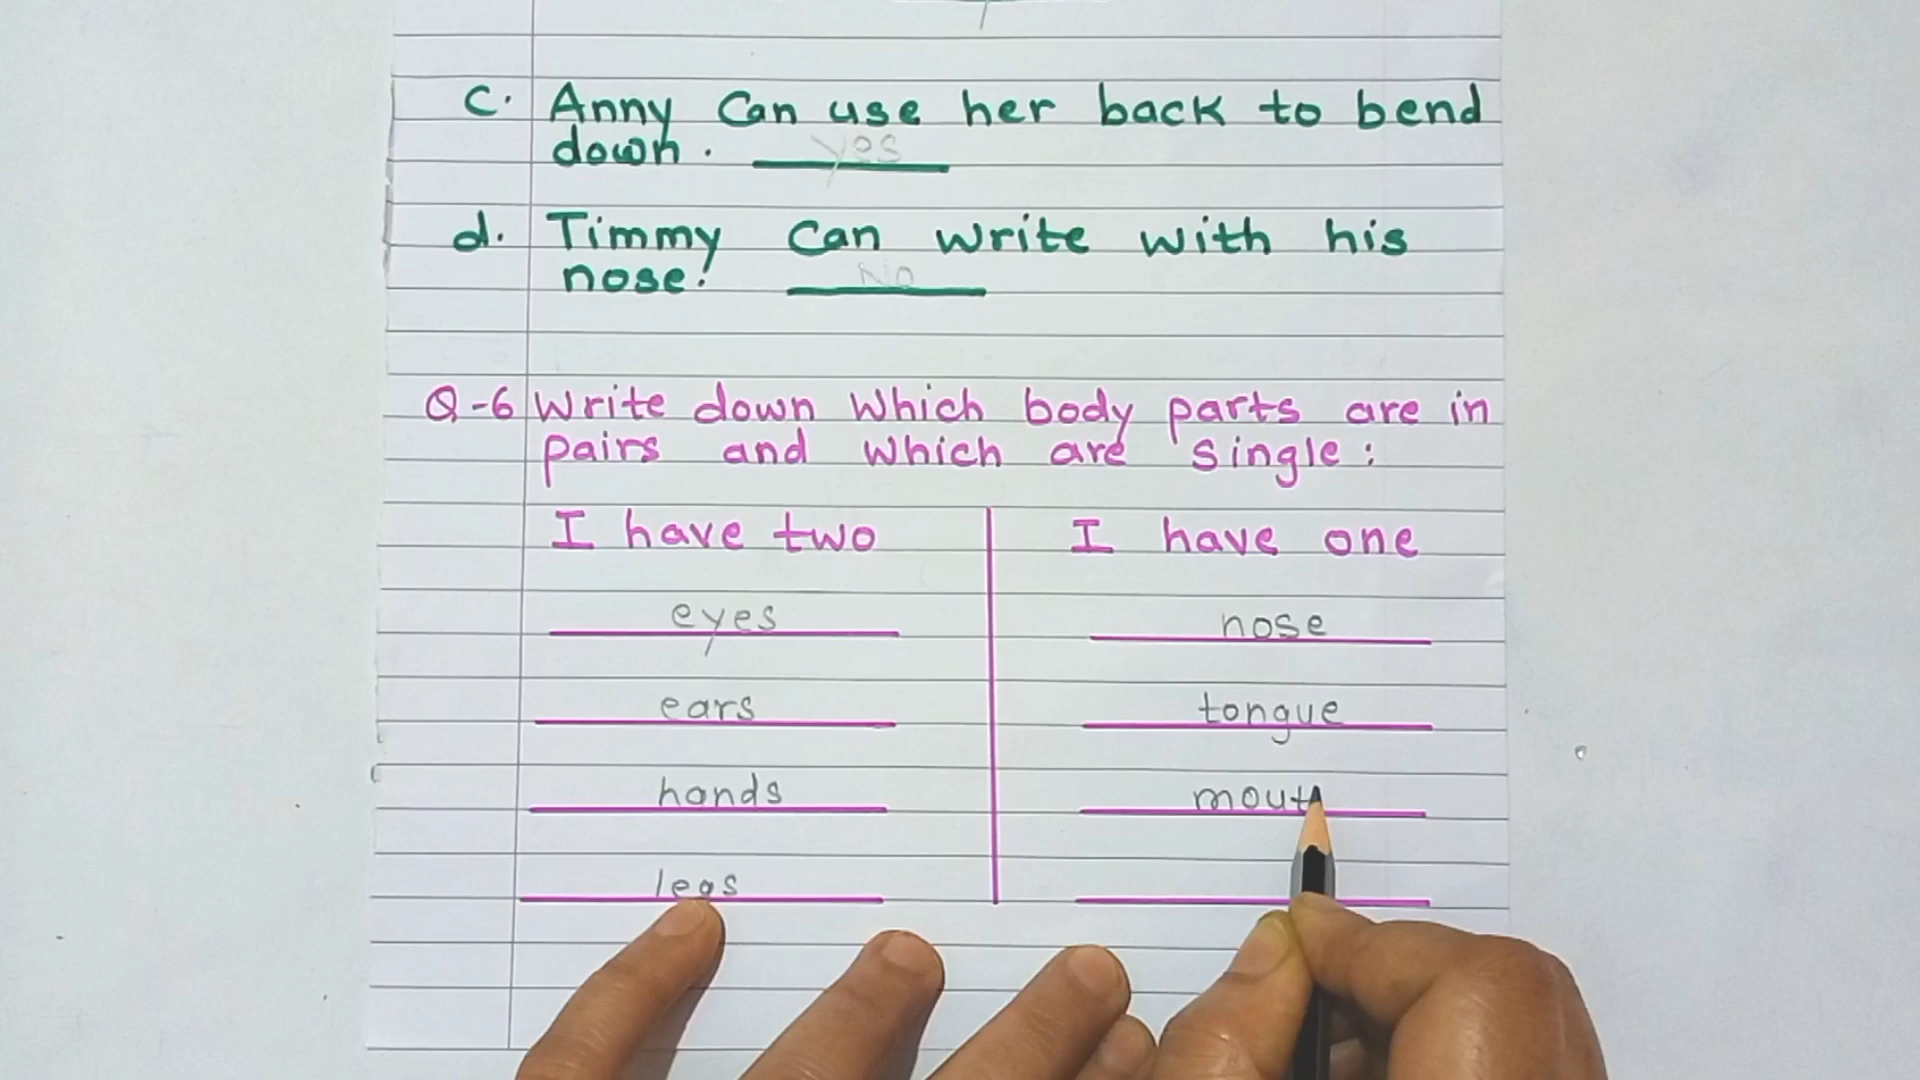 c. Anny Can use her back to bend
down. yes
d. Timmy Can write with his
nose. No
Q-6 Write down Which body parts are in
pairs and Which are Single:
I have two I have one
eyes nose
ears tongue
hands mout
legs